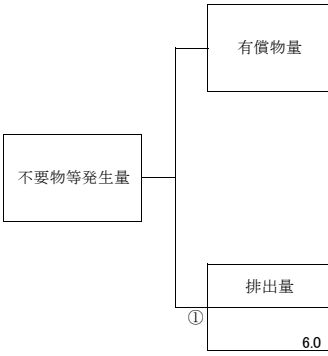 有償物量
不要物等発生量
排出量
①
6.0